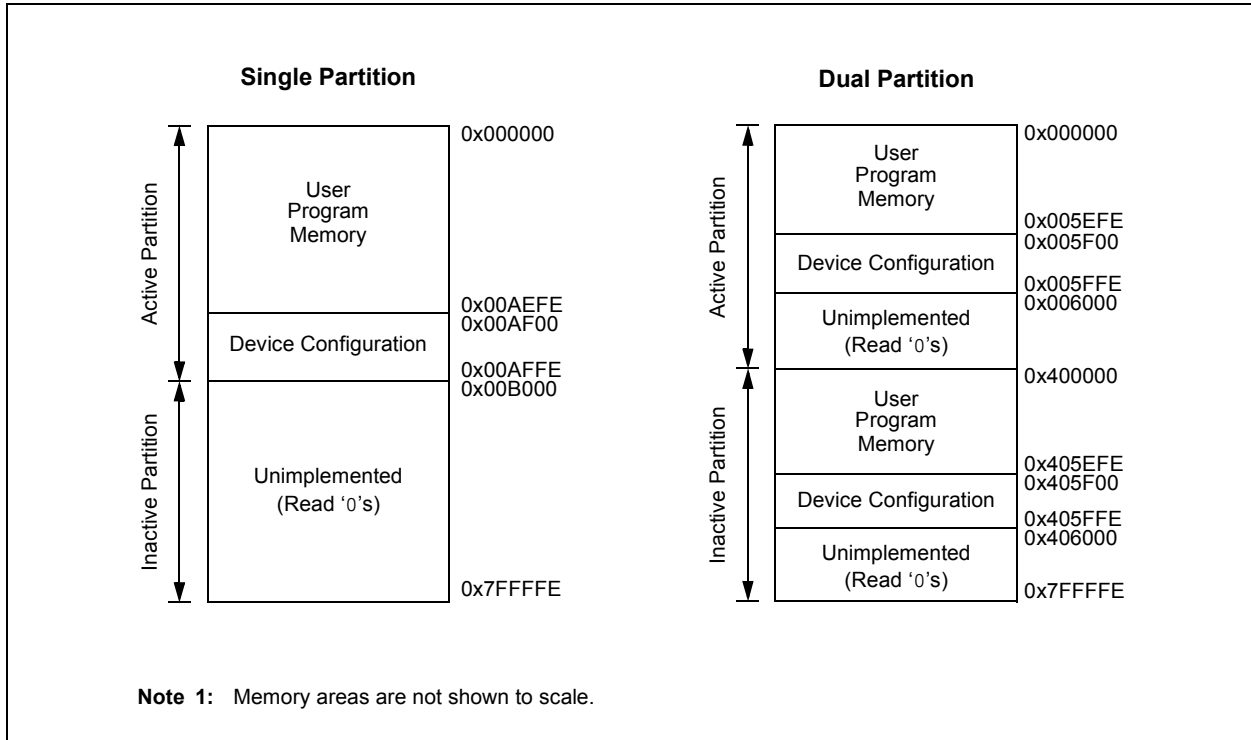 Single Partition
Active Partition
Inactive Partition
User
Program
Memory
Device Configuration
Unimplemented
(Read ‘0’s)
0x000000
0x00AEFE
0x00AF00
0x00AFFE
0x00B000
0x7FFFFE
Dual Partition
Active Partition
Inactive Partition
User
Program
Memory
Device Configuration
Unimplemented
(Read ‘0’s)
User
Program
Memory
Device Configuration
Unimplemented
(Read ‘0’s)
0x000000
0x005EFE
0x005F00
0x005FFE
0x006000
0x400000
0x405EFE
0x405F00
0x405FFE
0x406000
0x7FFFFE
Note 1: Memory areas are not shown to scale.